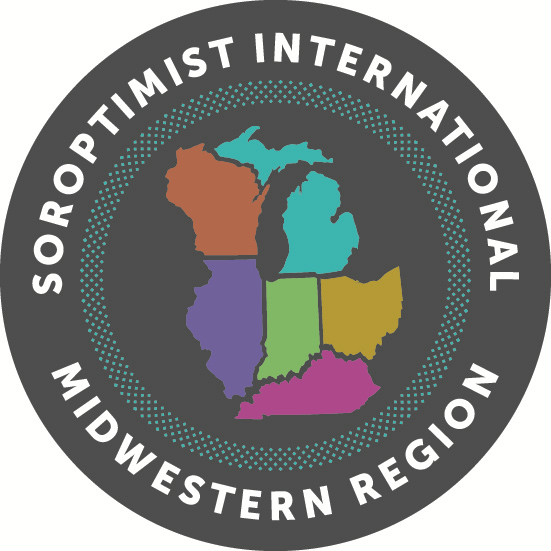 SOROPTIMIST INTERNATIONAL
MIDWESTERN REGION